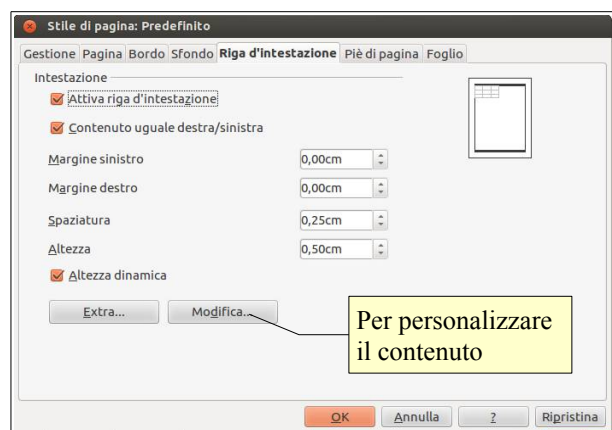 Stile di pagina: Predefinito
Gestione Pagina Bordo Sfondo Riga d'intestazione Piè di pagina Foglio
Intestazione
Attiva riga d'intestazione
Contenuto uguale destra/sinistra
Margine sinistro 0,00cm
Margine destro 0,00cm
Spaziatura 0,25cm
Altezza 0,50cm
Altezza dinamica
Extra... Modifica...
Per personalizzare
il contenuto
OK Annulla ? Ripristina